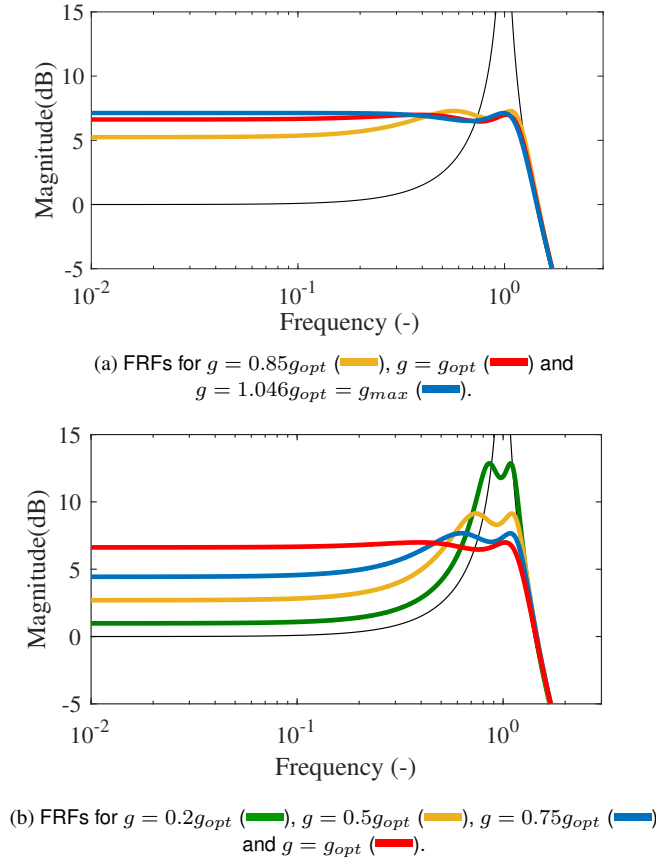 15
10
5
0
-5
Magnitude(dB)
10^-2
10^-1
10^0
Frequency (-)
(a) FRFs for g = 0.85g_opt ( ), g = g_opt ( ) and
g = 1.046g_opt = g_max ( ).
15
10
5
0
-5
Magnitude(dB)
10^-2
10^-1
10^0
Frequency (-)
(b) FRFs for g = 0.2g_opt ( ), g = 0.5g_opt ( ), g = 0.75g_opt ( )
and g = g_opt ( ).